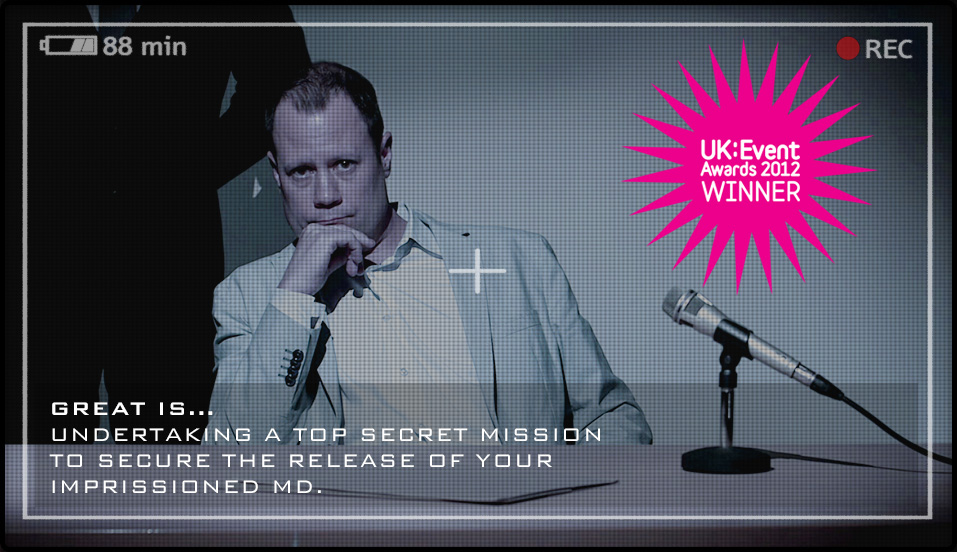 88 min
REC
UK:Event
Awards 2012
WINNER
GREAT IS...
UNDERTAKING A TOP SECRET MISSION
TO SECURE THE RELEASE OF YOUR
IMPRISSIONED MD.